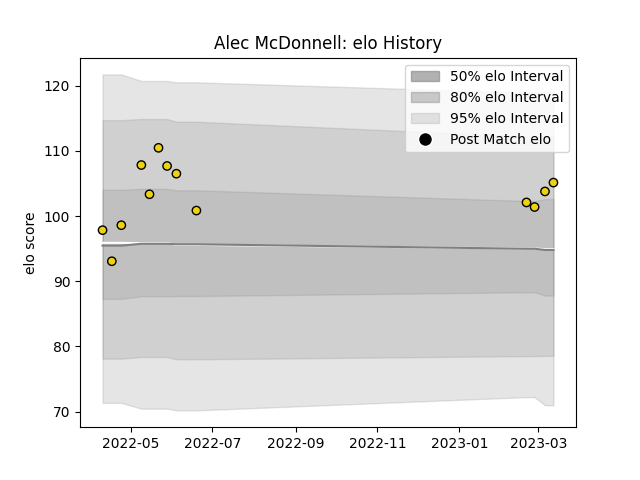 Alec McDonnell: elo History
50% elo Interval
80% elo Interval
95% elo Interval
Post Match elo
elo score
120
110
100
90
80
70
2022-05 2022-07 2022-09 2022-11 2023-01 2023-03